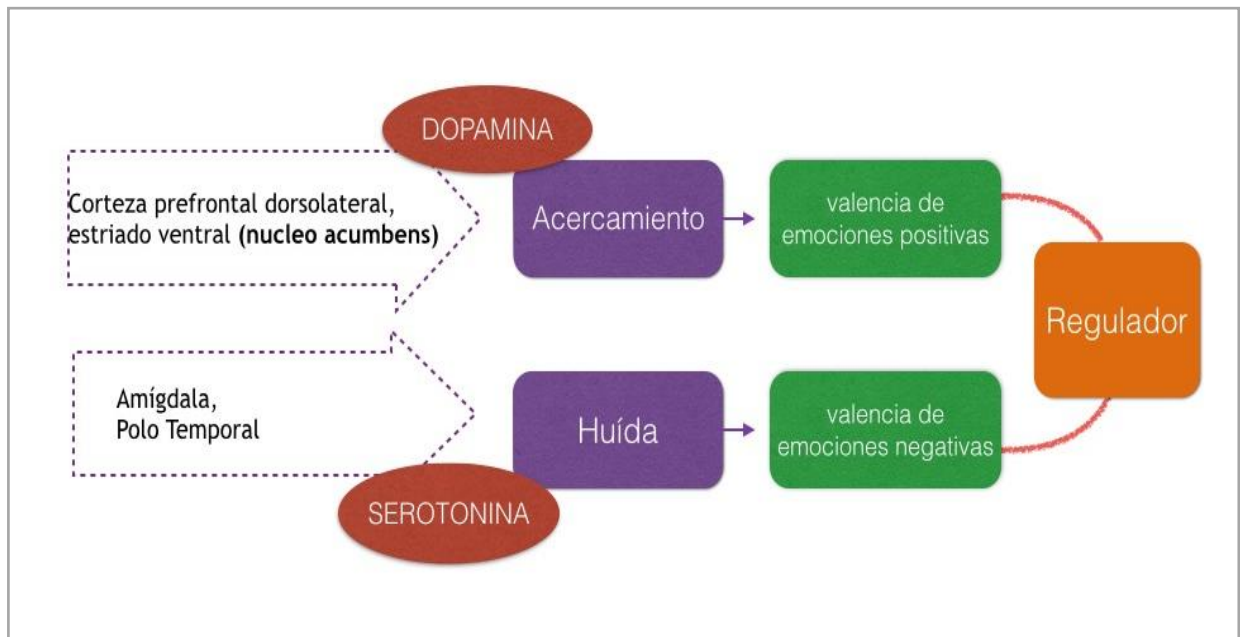 DOPAMINA
Corteza prefrontal dorsolateral,
estriado ventral (nucleo acumbens)
Acercamiento
valencia de
emociones positivas
Regulador
Amígdala,
Polo Temporal
Huída
valencia de
emociones negativas
SEROTONINA